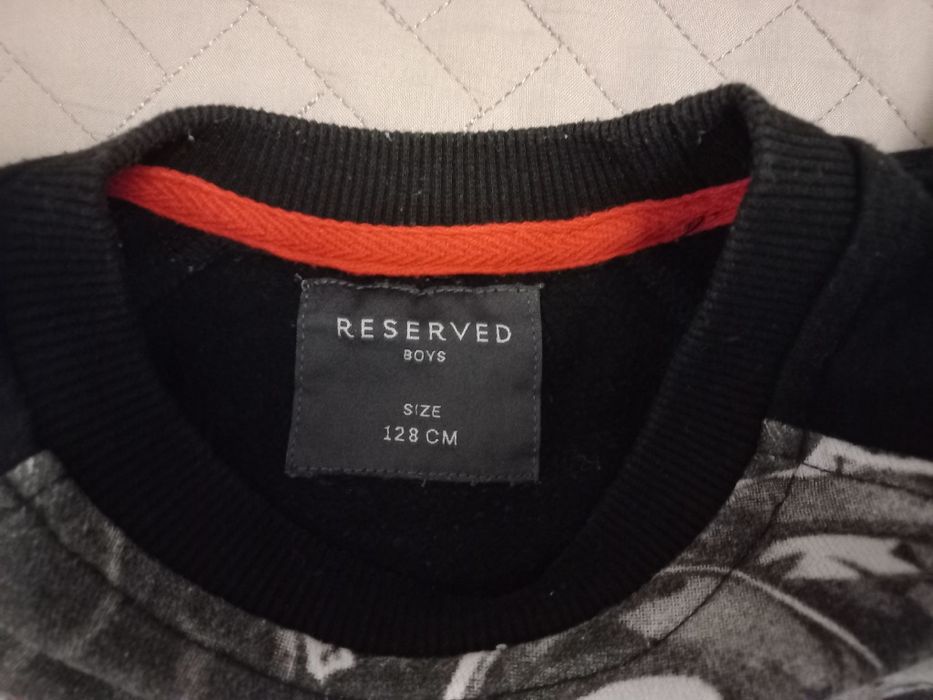 RESERVED
BOYS
SIZE
128 CM